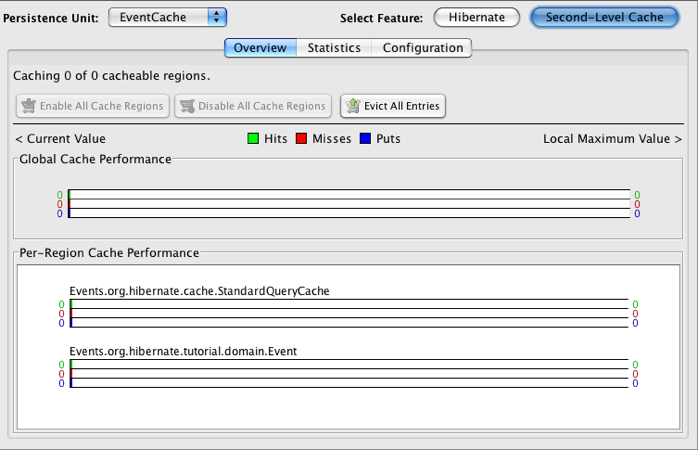 Persistence Unit: EventCache Select Feature: Hibernate Second-Level Cache
Overview Statistics Configuration
Caching 0 of 0 cacheable regions.
Enable All Cache Regions Disable All Cache Regions Evict All Entries
< Current Value Hits Misses Puts Local Maximum Value >
Global Cache Performance
0 0
0 0
0 0
Per-Region Cache Performance
Events.org.hibernate.cache.StandardQueryCache
0 0
0 0
0 0
Events.org.hibernate.tutorial.domain.Event
0 0
0 0
0 0